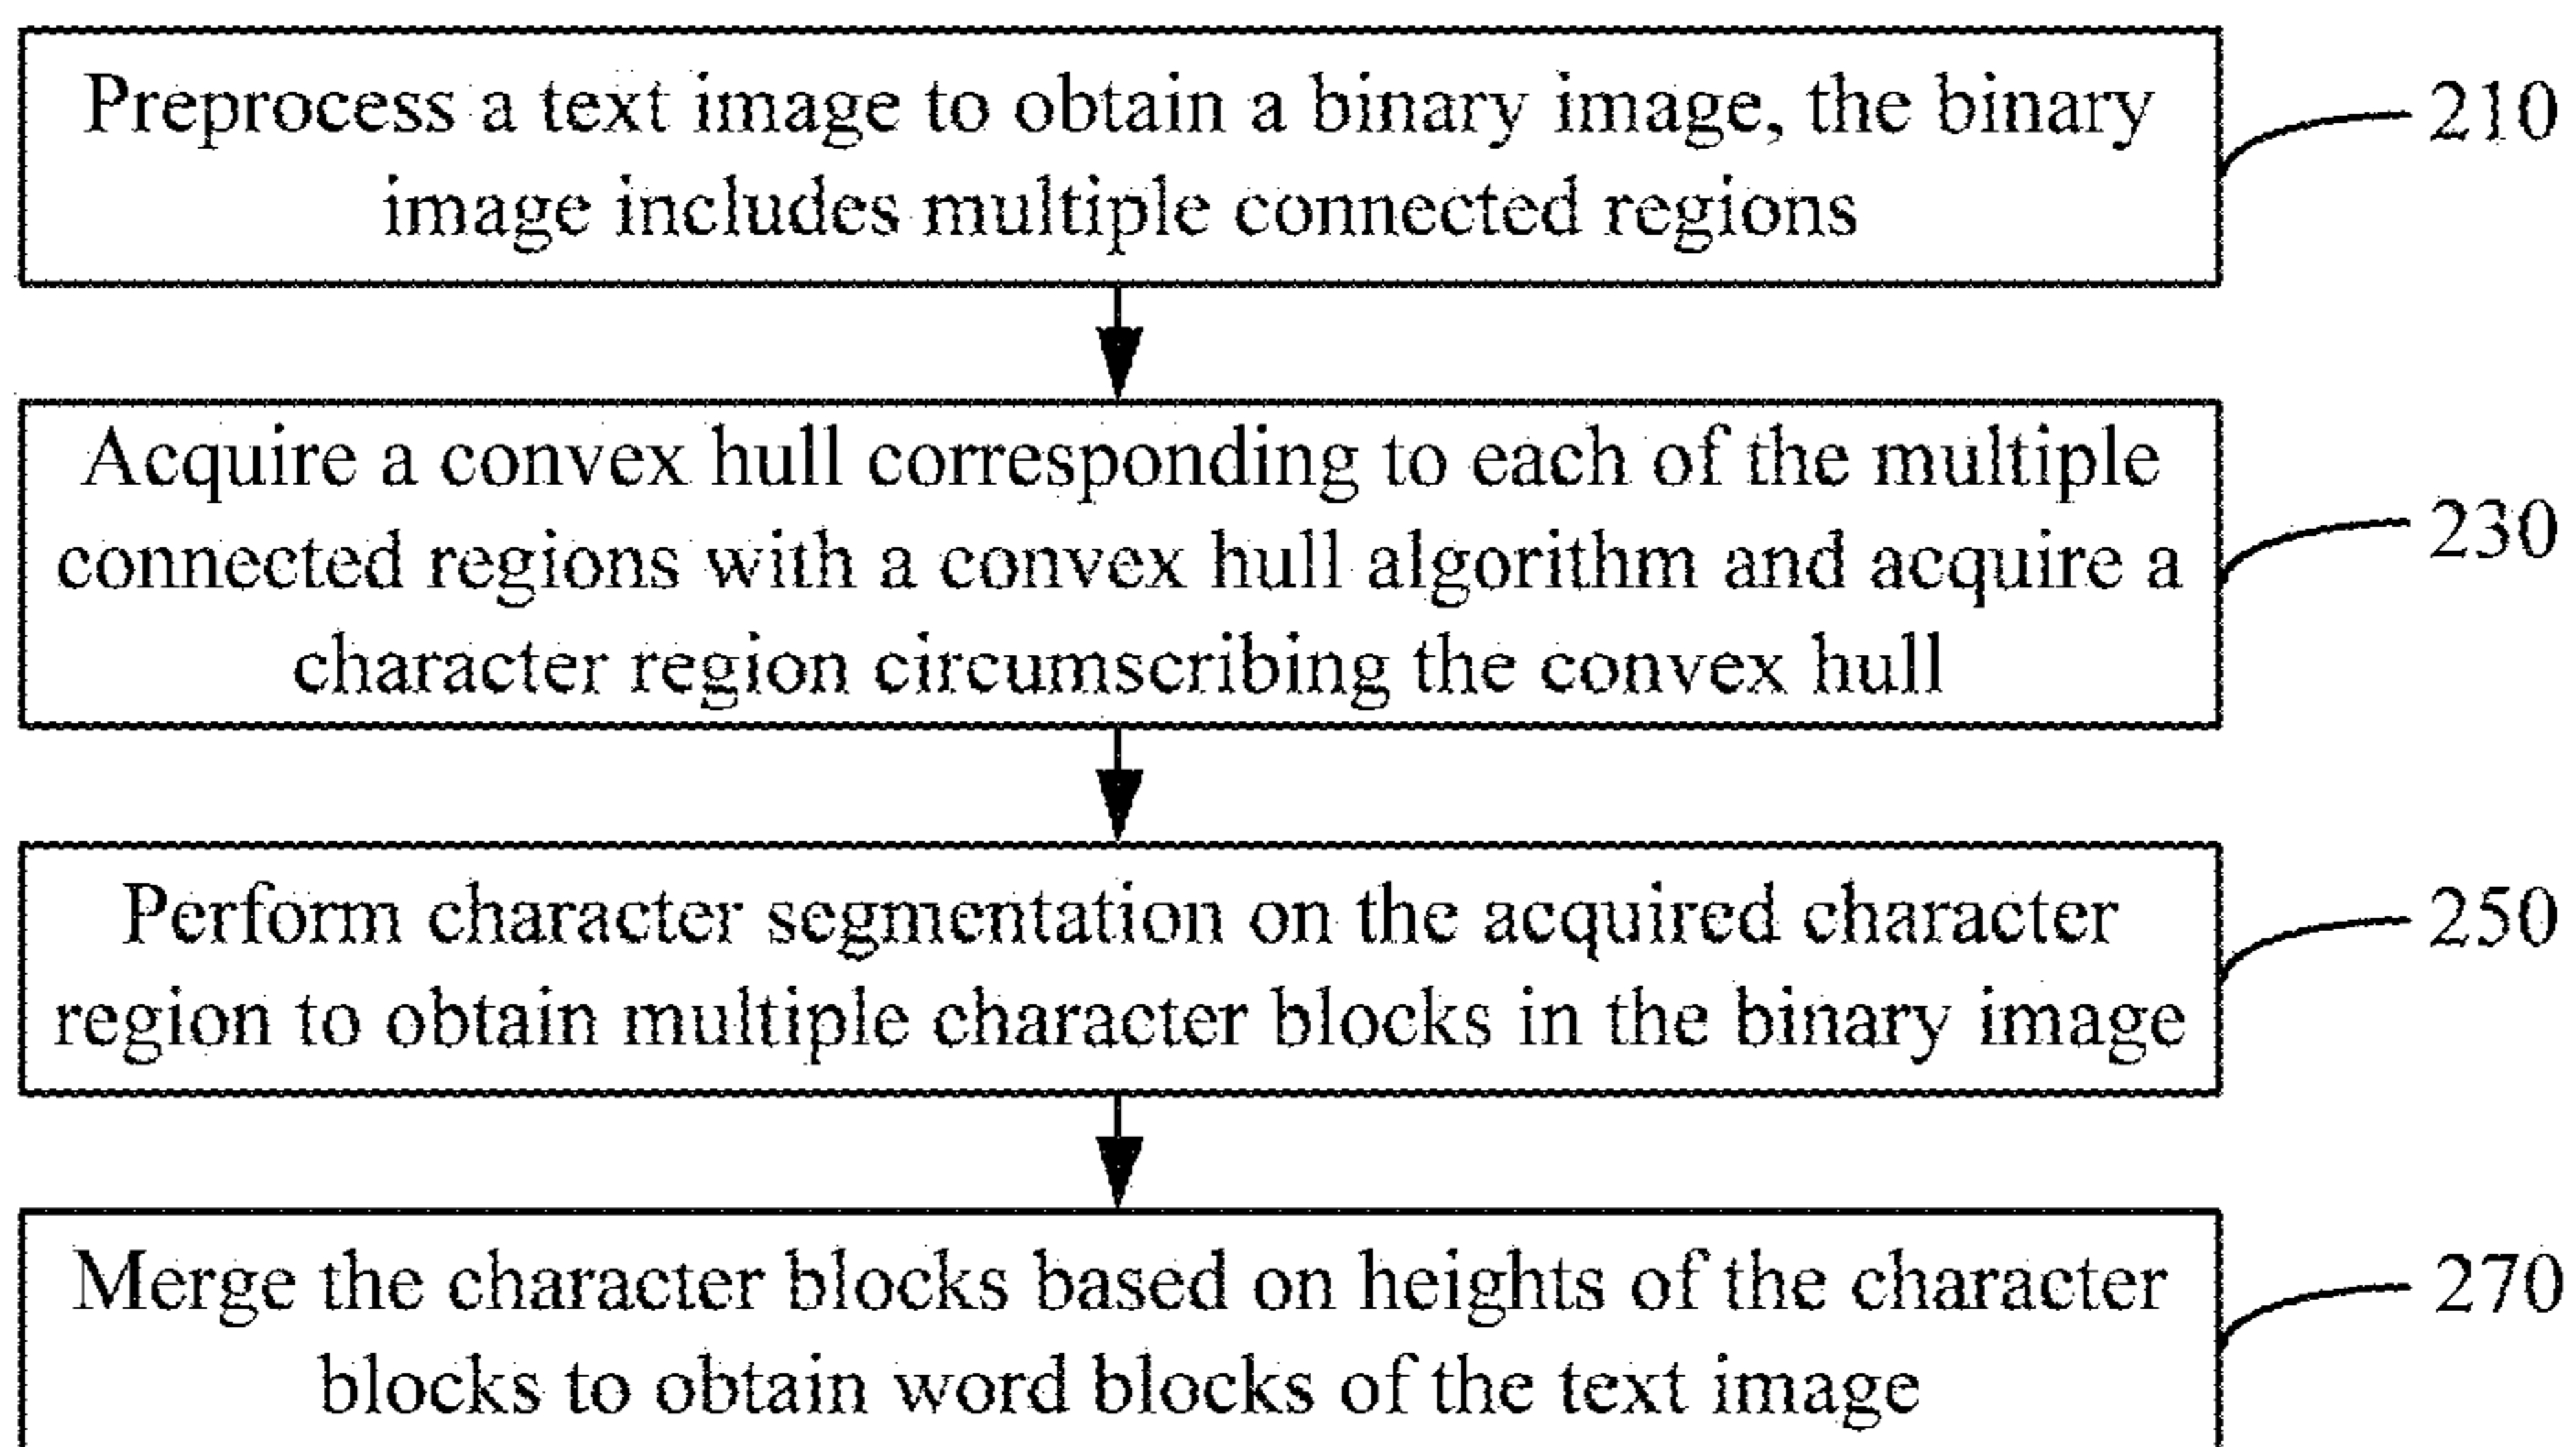 Preprocess a text image to obtain a binary image, the binary
image includes multiple connected regions
210
Acquire a convex hull corresponding to each of the multiple
connected regions with a convex hull algorithm and acquire a
character region circumscribing the convex hull
230
Perform character segmentation on the acquired character
region to obtain multiple character blocks in the binary image
250
Merge the character blocks based on heights of the character
blocks to obtain word blocks of the text image
270